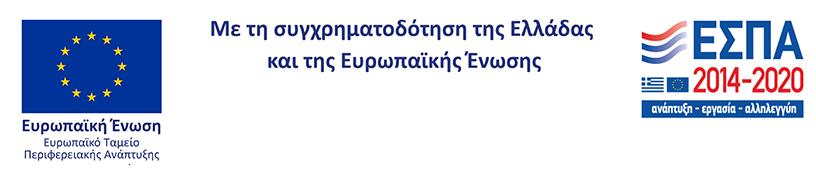 Με τη συγχρηματοδότηση της Ελλάδας
και της Ευρωπαϊκής Ένωσης
Ευρωπαϊκή Ένωση
Ευρωπαϊκό Ταμείο
Περιφερειακής Ανάπτυξης
ΕΣΠΑ
2014-2020
ανάπτυξη - εργασία - αλληλεγγύη